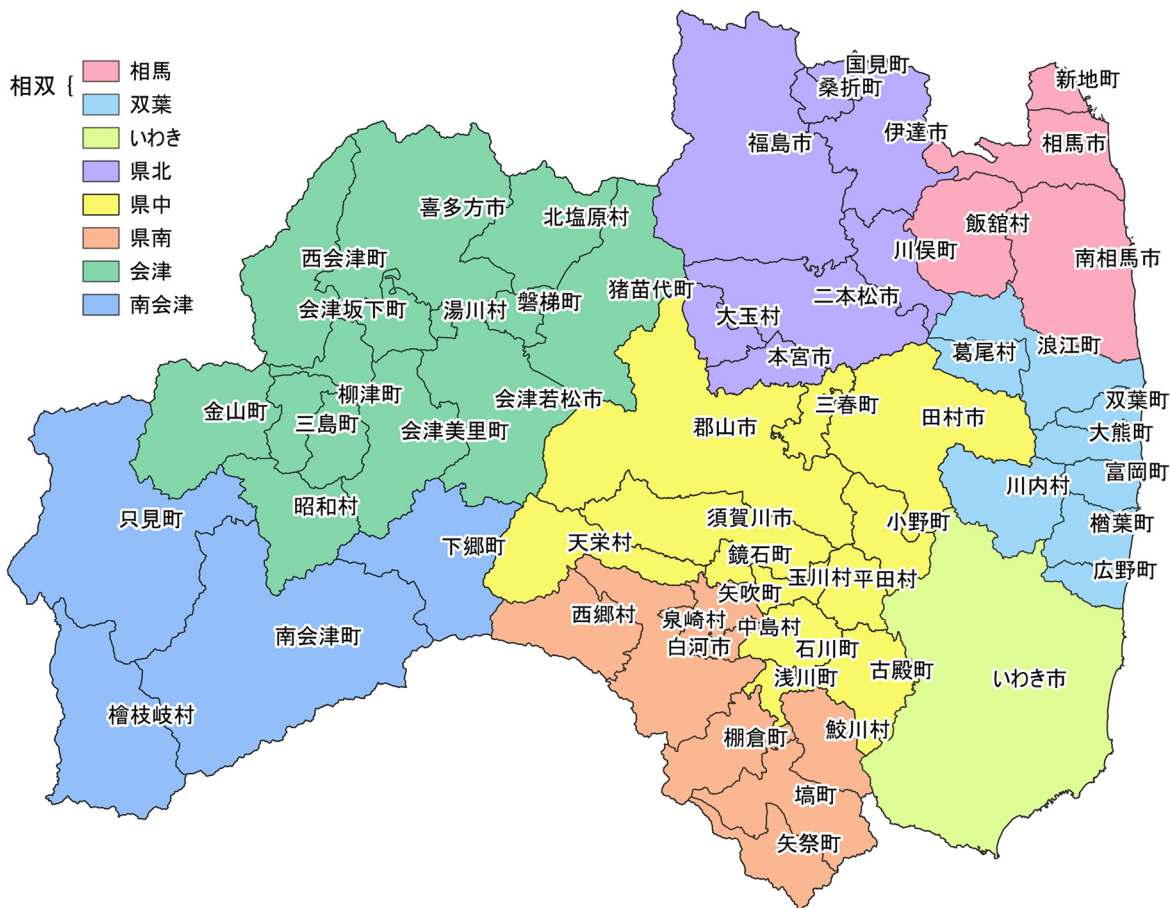 相双 {
相馬
双葉
いわき
県北
県中
県南
会津
南会津
国見町
桑折町
新地町
伊達市
福島市
相馬市
喜多方市
北塩原村
飯舘村
川俣町
西会津町
南相馬市
猪苗代町
二本松市
会津坂下町
湯川村
磐梯町
大玉村
浪江町
葛尾村
本宮市
柳津町
会津若松市
双葉町
金山町
三島町
会津美里町
三春町
田村市
郡山市
大熊町
富岡町
川内村
昭和村
只見町
須賀川市
小野町
楢葉町
下郷町
天栄村
鏡石町
玉川村
平田村
広野町
矢吹町
西郷村
泉崎村
中島村
南会津町
白河市
石川町
古殿町
浅川町
いわき市
檜枝岐村
棚倉町
鮫川村
塙町
矢祭町